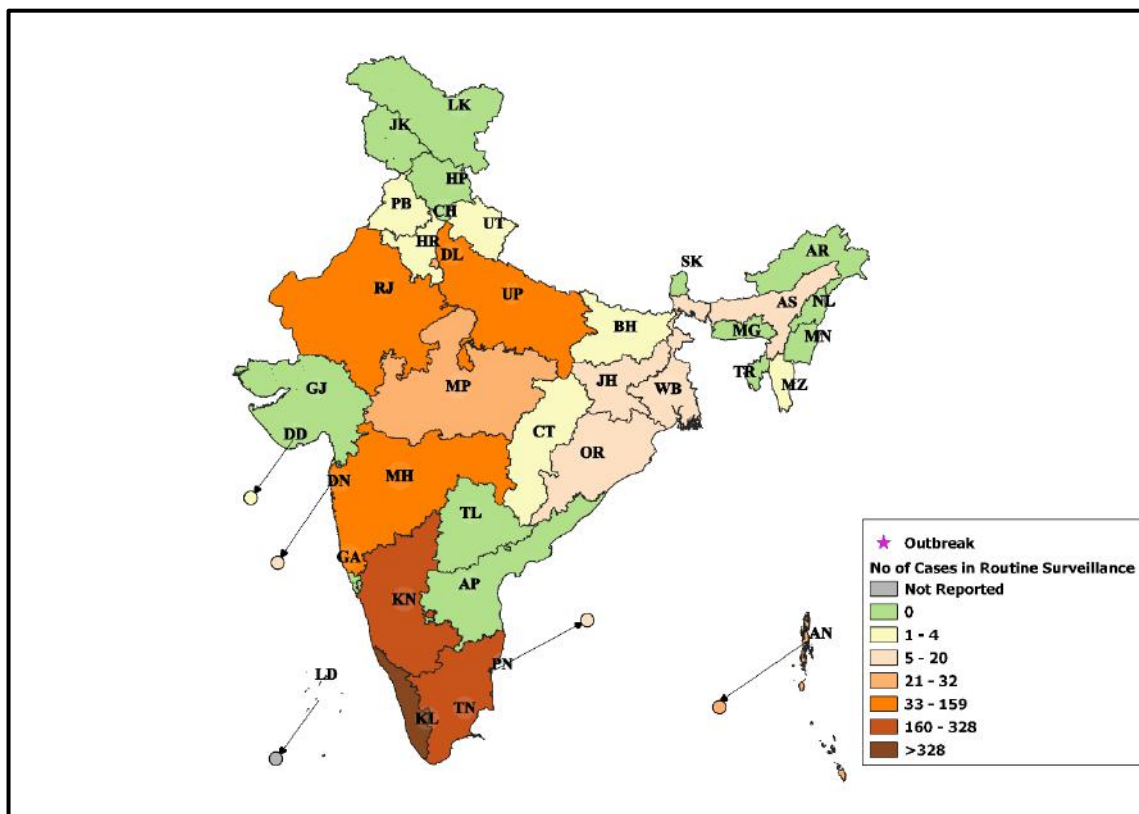 LK
JK
HP
PB
CH
UT
HR
DL
SK
AR
RJ
UP
AS
NL
BH
MG
MN
TR
MZ
GJ
MP
JH
WB
DD
CT
OR
DN
MH
TL
GA
AP
KN
AN
PN
LD
TN
KL
Outbreak
No of Cases in Routine Surveillance
Not Reported
0
1 - 4
5 - 20
21 - 32
33 - 159
160 - 328
>328